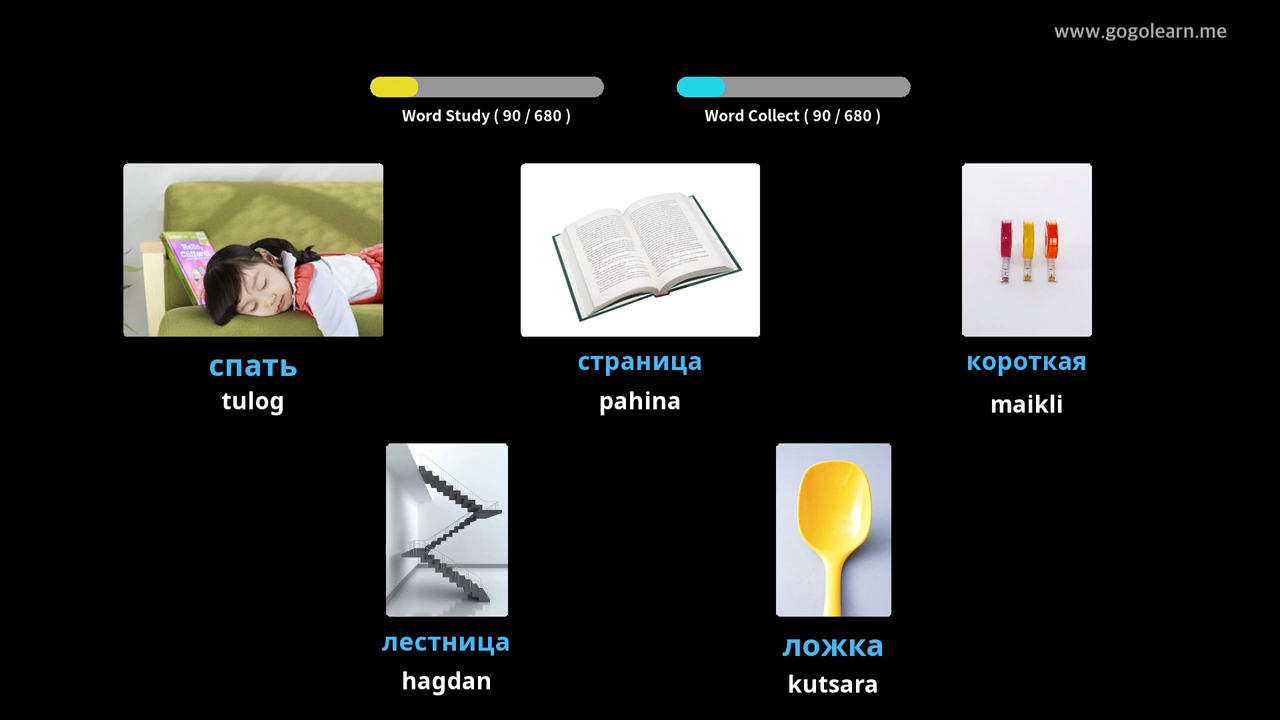 www.gogolearn.me
Word Study ( 90 / 680 )
Word Collect ( 90 / 680 )
спать
tulog
страница
pahina
короткая
maikli
лестница
hagdan
ложка
kutsara